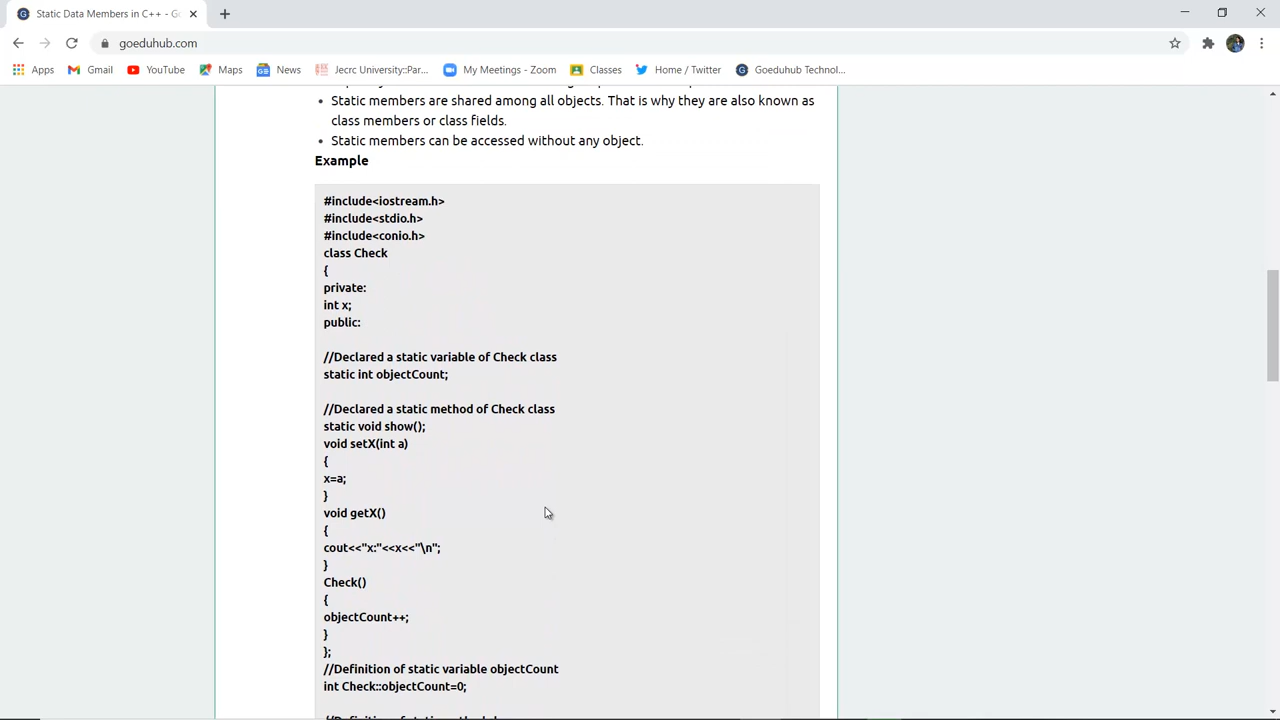 Static Data Members in C++ - Go
goeduhub.com
Apps
Gmail
YouTube
Maps
News
Jecrc University::Par...
My Meetings - Zoom
Classes
Home / Twitter
Goeduhub Technol...
Static members are shared among all objects. That is why they are also known as
class members or class fields.
Static members can be accessed without any object.
Example
#include<iostream.h>
#include<stdio.h>
#include<conio.h>
class Check
{
private:
int x;
public:
//Declared a static variable of Check class
static int objectCount;
//Declared a static method of Check class
static void show();
void setX(int a)
{
x=a;
}
void getX()
{
cout<<"x:"<<x<<"\n";
}
Check()
{
objectCount++;
}
};
//Definition of static variable objectCount
int Check::objectCount=0;